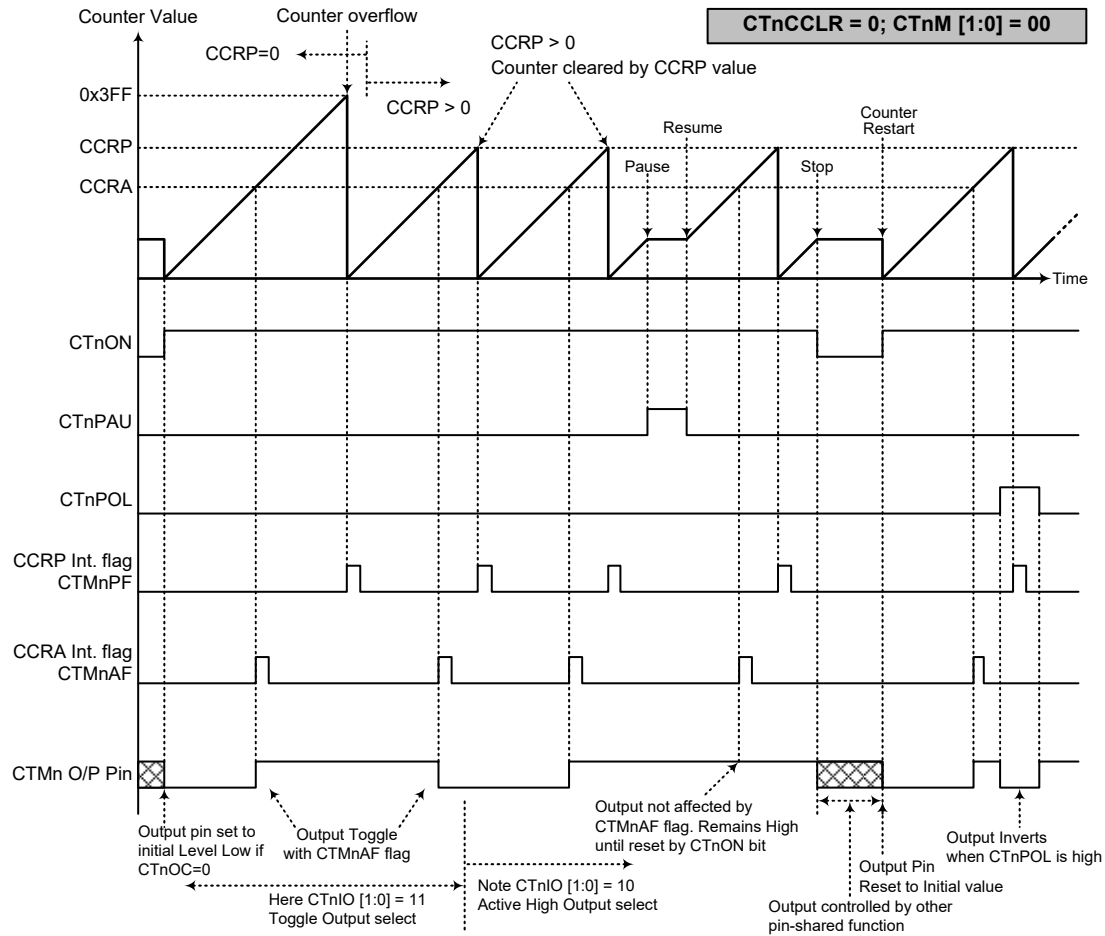 Counter Value
Counter overflow
CTnCCLR = 0; CTnM [1:0] = 00
CCRP=0
CCRP > 0
CCRP > 0
Counter cleared by CCRP value
0x3FF
CCRP
CCRA
Pause
Resume
Stop
Counter
Restart
Time
CTnON
CTnPAU
CTnPOL
CCRP Int. flag
CTMnPF
CCRA Int. flag
CTMnAF
CTMn O/P Pin
Output pin set to
initial Level Low if
CTnOC=0
Output Toggle
with CTMnAF flag
Here CTnIO [1:0] = 11
Toggle Output select
Note CTnIO [1:0] = 10
Active High Output select
Output not affected by
CTMnAF flag. Remains High
until reset by CTnON bit
Output Pin
Reset to Initial value
Output controlled by other
pin-shared function
Output Inverts
when CTnPOL is high